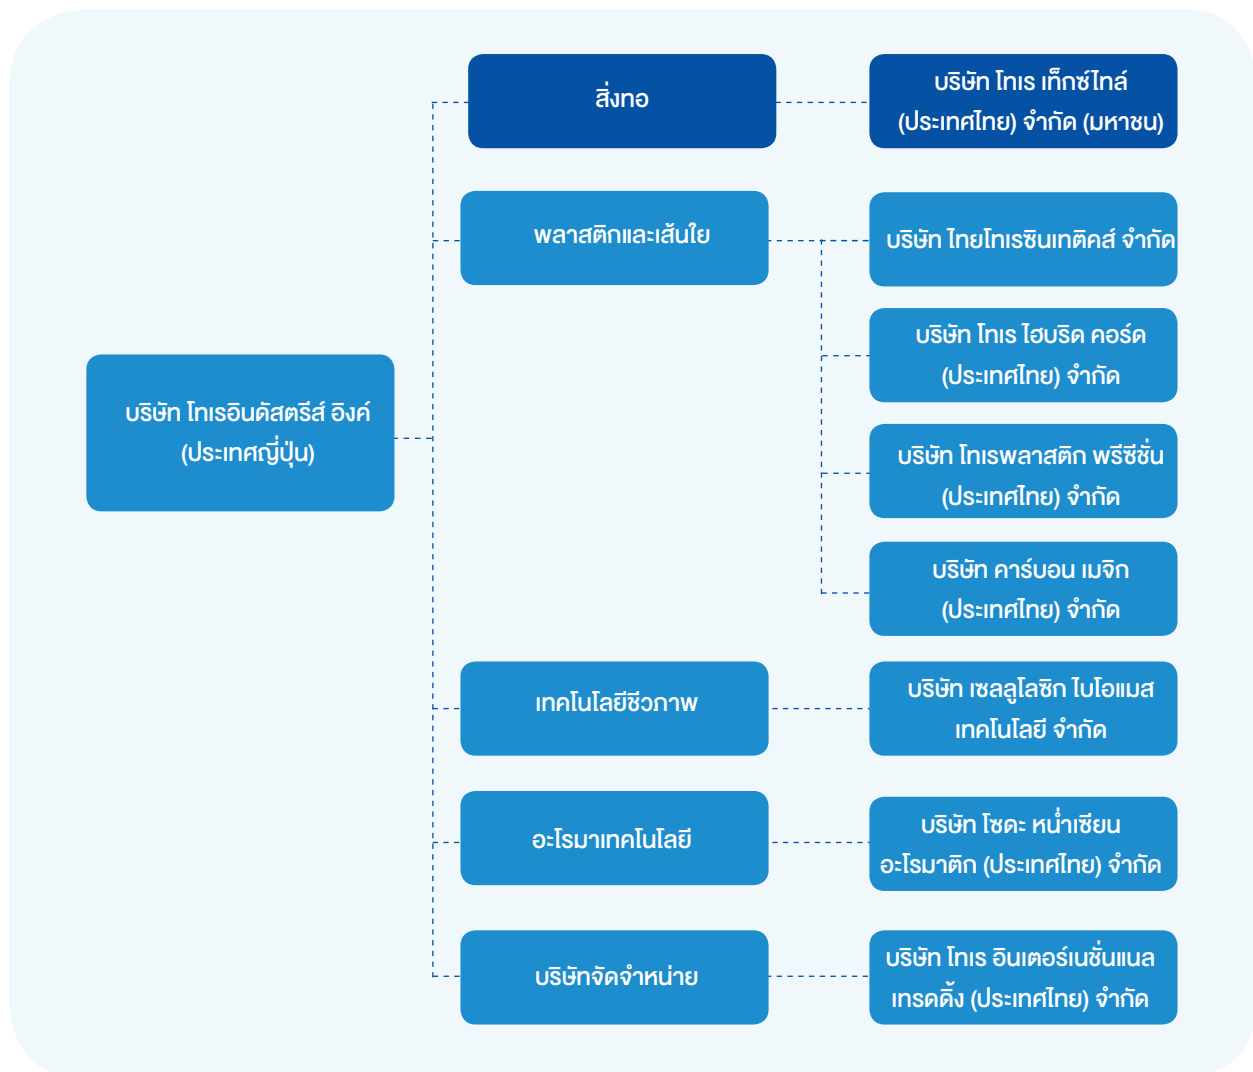 สิ่งทอ
บริษัท โทเร เท็กซ์ไทล์
(ประเทศไทย) จำกัด (มหาชน)
พลาสติกและเส้นใย
บริษัท ไทยโทเรซินเทติคส์ จำกัด
บริษัท โทเร ไฮบริด คอร์ด
(ประเทศไทย) จำกัด
บริษัท โทเรอินดัสตรีส์ อิงค์
(ประเทศญี่ปุ่น)
บริษัท โทเรพลาสติก พรีซีชั่น
(ประเทศไทย) จำกัด
บริษัท คาร์บอน เมจิก
(ประเทศไทย) จำกัด
เทคโนโลยีชีวภาพ
บริษัท เซลลูโลซิก ไบโอแมส
เทคโนโลยี จำกัด
อะโรมาเทคโนโลยี
บริษัท โซดะ หน่ำเซียน
อะโรมาติก (ประเทศไทย) จำกัด
บริษัทจัดจำหน่าย
บริษัท โทเร อินเตอร์เนชั่นแนล
เทรดดิ้ง (ประเทศไทย) จำกัด